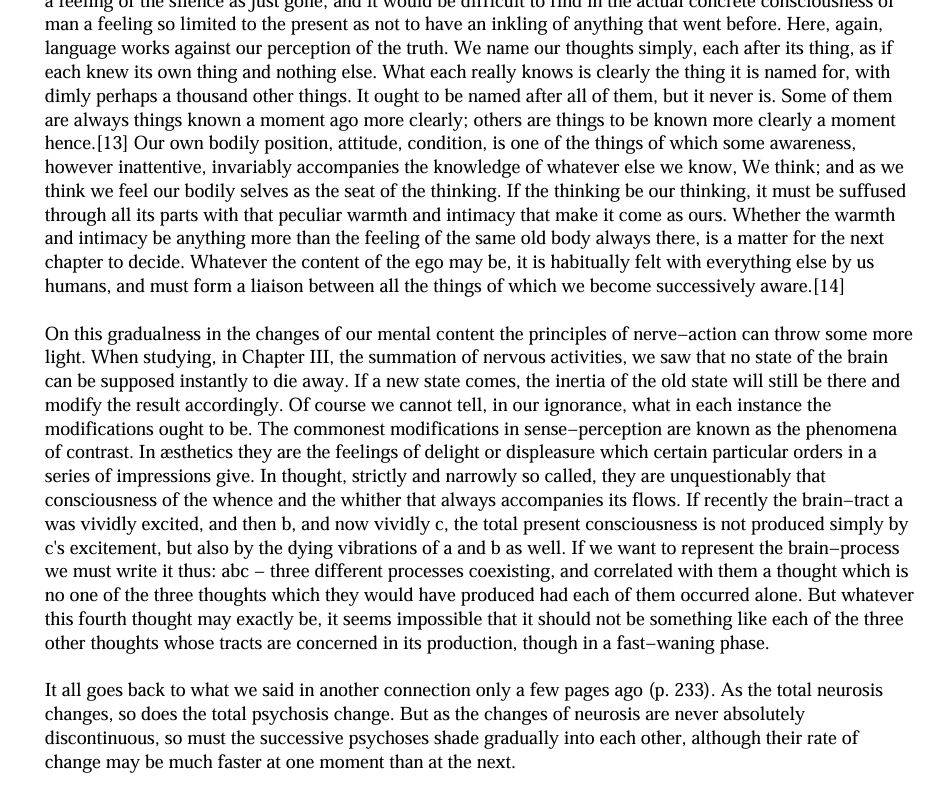 a feeling of the silence as just gone, and it would be difficult to find in the actual concrete consciousness of
man a feeling so limited to the present as not to have an inkling of anything that went before. Here, again,
language works against our perception of the truth. We name our thoughts simply, each after its thing, as if
each knew its own thing and nothing else. What each really knows is clearly the thing it is named for, with
dimly perhaps a thousand other things. It ought to be named after all of them, but it never is. Some of them
are always things known a moment ago more clearly; others are things to be known more clearly a moment
hence.[13] Our own bodily position, attitude, condition, is one of the things of which some awareness,
however inattentive, invariably accompanies the knowledge of whatever else we know, We think; and as we
think we feel our bodily selves as the seat of the thinking. If the thinking be our thinking, it must be suffused
through all its parts with that peculiar warmth and intimacy that make it come as ours. Whether the warmth
and intimacy be anything more than the feeling of the same old body always there, is a matter for the next
chapter to decide. Whatever the content of the ego may be, it is habitually felt with everything else by us
humans, and must form a liaison between all the things of which we become successively aware.[14]
On this gradualness in the changes of our mental content the principles of nerve−action can throw some more
light. When studying, in Chapter III, the summation of nervous activities, we saw that no state of the brain
can be supposed instantly to die away. If a new state comes, the inertia of the old state will still be there and
modify the result accordingly. Of course we cannot tell, in our ignorance, what in each instance the
modifications ought to be. The commonest modifications in sense−perception are known as the phenomena
of contrast. In æsthetics they are the feelings of delight or displeasure which certain particular orders in a
series of impressions give. In thought, strictly and narrowly so called, they are unquestionably that
consciousness of the whence and the whither that always accompanies its flows. If recently the brain−tract a
was vividly excited, and then b, and now vividly c, the total present consciousness is not produced simply by
c's excitement, but also by the dying vibrations of a and b as well. If we want to represent the brain−process
we must write it thus: abc − three different processes coexisting, and correlated with them a thought which is
no one of the three thoughts which they would have produced had each of them occurred alone. But whatever
this fourth thought may exactly be, it seems impossible that it should not be something like each of the three
other thoughts whose tracts are concerned in its production, though in a fast−waning phase.
It all goes back to what we said in another connection only a few pages ago (p. 233). As the total neurosis
changes, so does the total psychosis change. But as the changes of neurosis are never absolutely
discontinuous, so must the successive psychoses shade gradually into each other, although their rate of
change may be much faster at one moment than at the next.